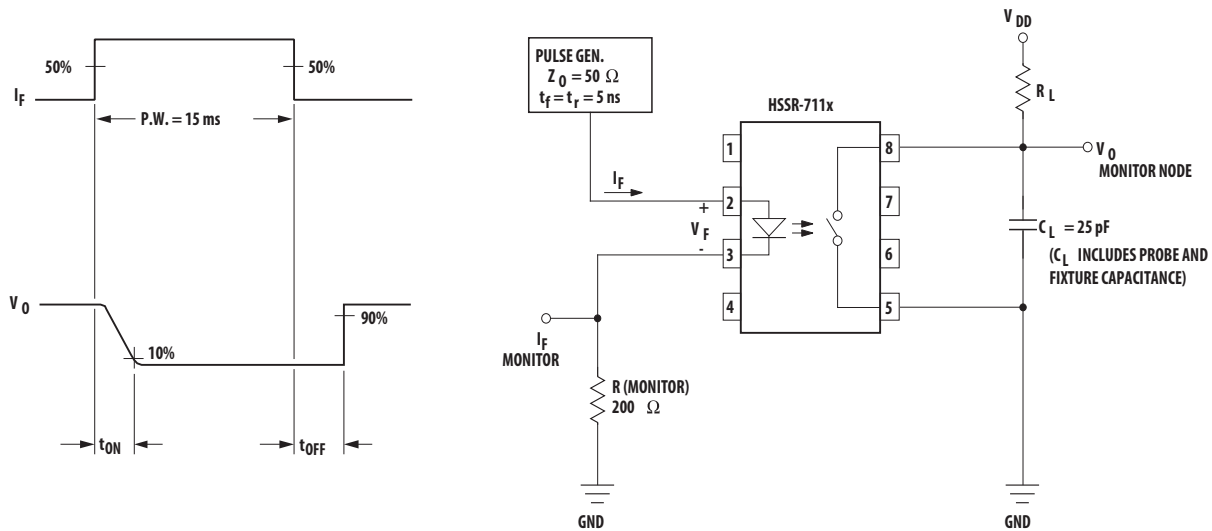 50%
50%
I_F
P.W. = 15 ms
V_O
90%
10%
t_ON
t_OFF
PULSE GEN.
Z_O = 50 Ω
t_f = t_r = 5 ns
HSSR-711x
V_DD
R_L
1
8
V_O
MONITOR NODE
I_F
2
7
+
V_F
C_L = 25 pF
(C_L INCLUDES PROBE AND
FIXTURE CAPACITANCE)
-
3
6
4
5
I_F
MONITOR
R (MONITOR)
200 Ω
GND
GND